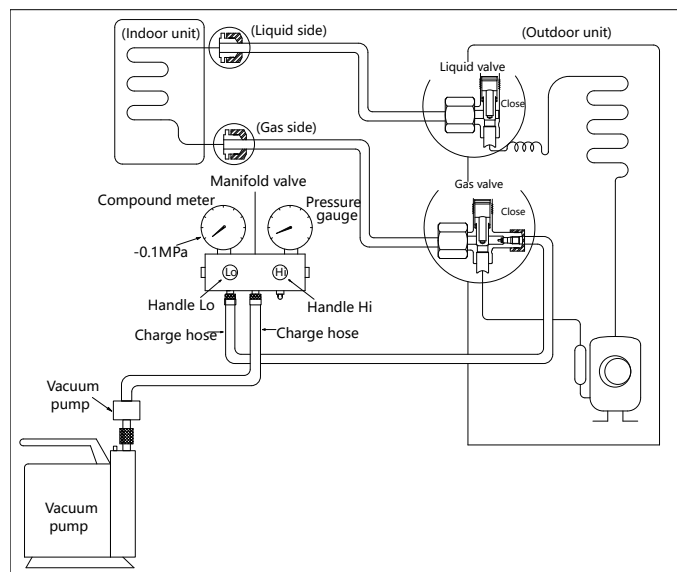 (Indoor unit)
(Liquid side)
(Outdoor unit)
Liquid valve
Close
(Gas side)
Gas valve
Close
Manifold valve
Compound meter
Pressure
gauge
-0.1MPa
Lo
Hi
Handle Lo
Handle Hi
Charge hose
Charge hose
Vacuum
pump
Vacuum
pump